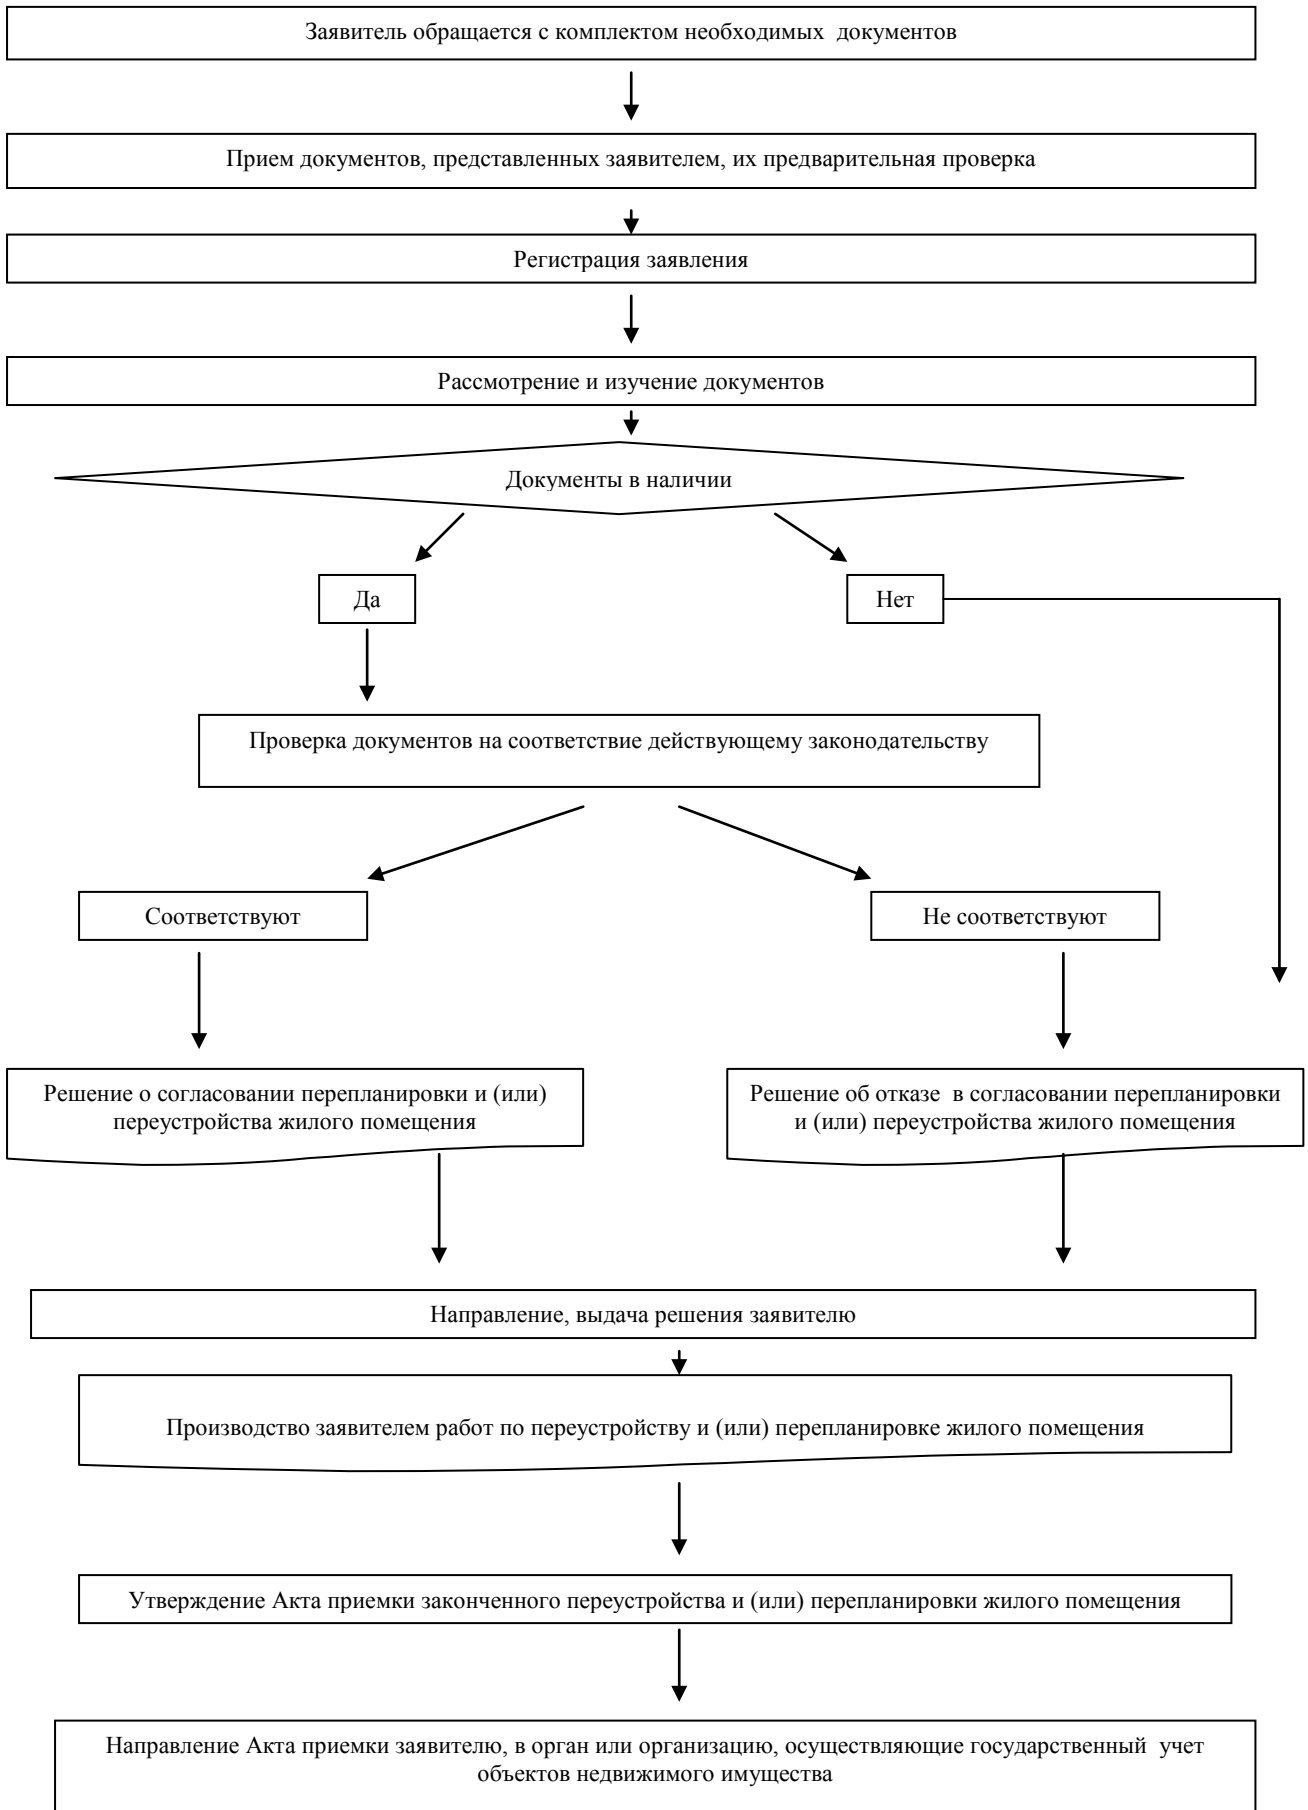 Заявитель обращается с комплектом необходимых документов
Прием документов, представленных заявителем, их предварительная проверка
Регистрация заявления
Рассмотрение и изучение документов
Документы в наличии
Да
Нет
Проверка документов на соответствие действующему законодательству
Соответствуют
Не соответствуют
Решение о согласовании перепланировки и (или)
переустройства жилого помещения
Решение об отказе в согласовании перепланировки
и (или) переустройства жилого помещения
Направление, выдача решения заявителю
Производство заявителем работ по переустройству и (или) перепланировке жилого помещения
Утверждение Акта приемки законченного переустройства и (или) перепланировки жилого помещения
Направление Акта приемки заявителю, в орган или организацию, осуществляющие государственный учет
объектов недвижимого имущества